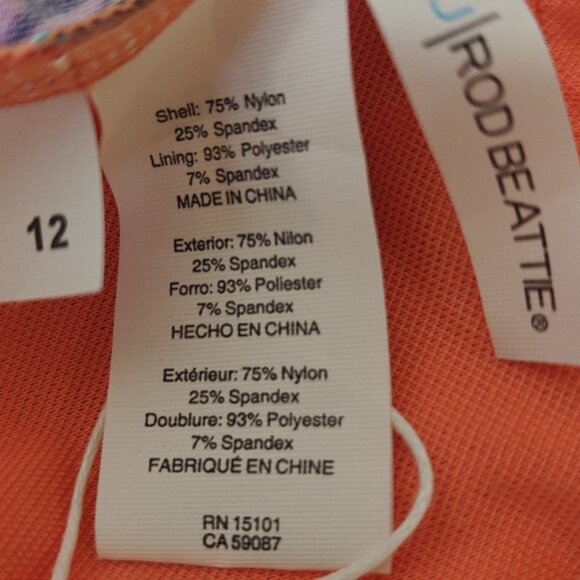 Shell: 75% Nylon
25% Spandex
Lining: 93% Polyester
7% Spandex
MADE IN CHINA
Exterior: 75% Nilon
25% Spandex
Forro: 93% Poliester
7% Spandex
HECHO EN CHINA
Extérieur: 75% Nylon
25% Spandex
Doublure: 93% Polyester
7% Spandex
FABRIQUÉ EN CHINE
RN 15101
CA 59087
12
ROD BEATTIE®